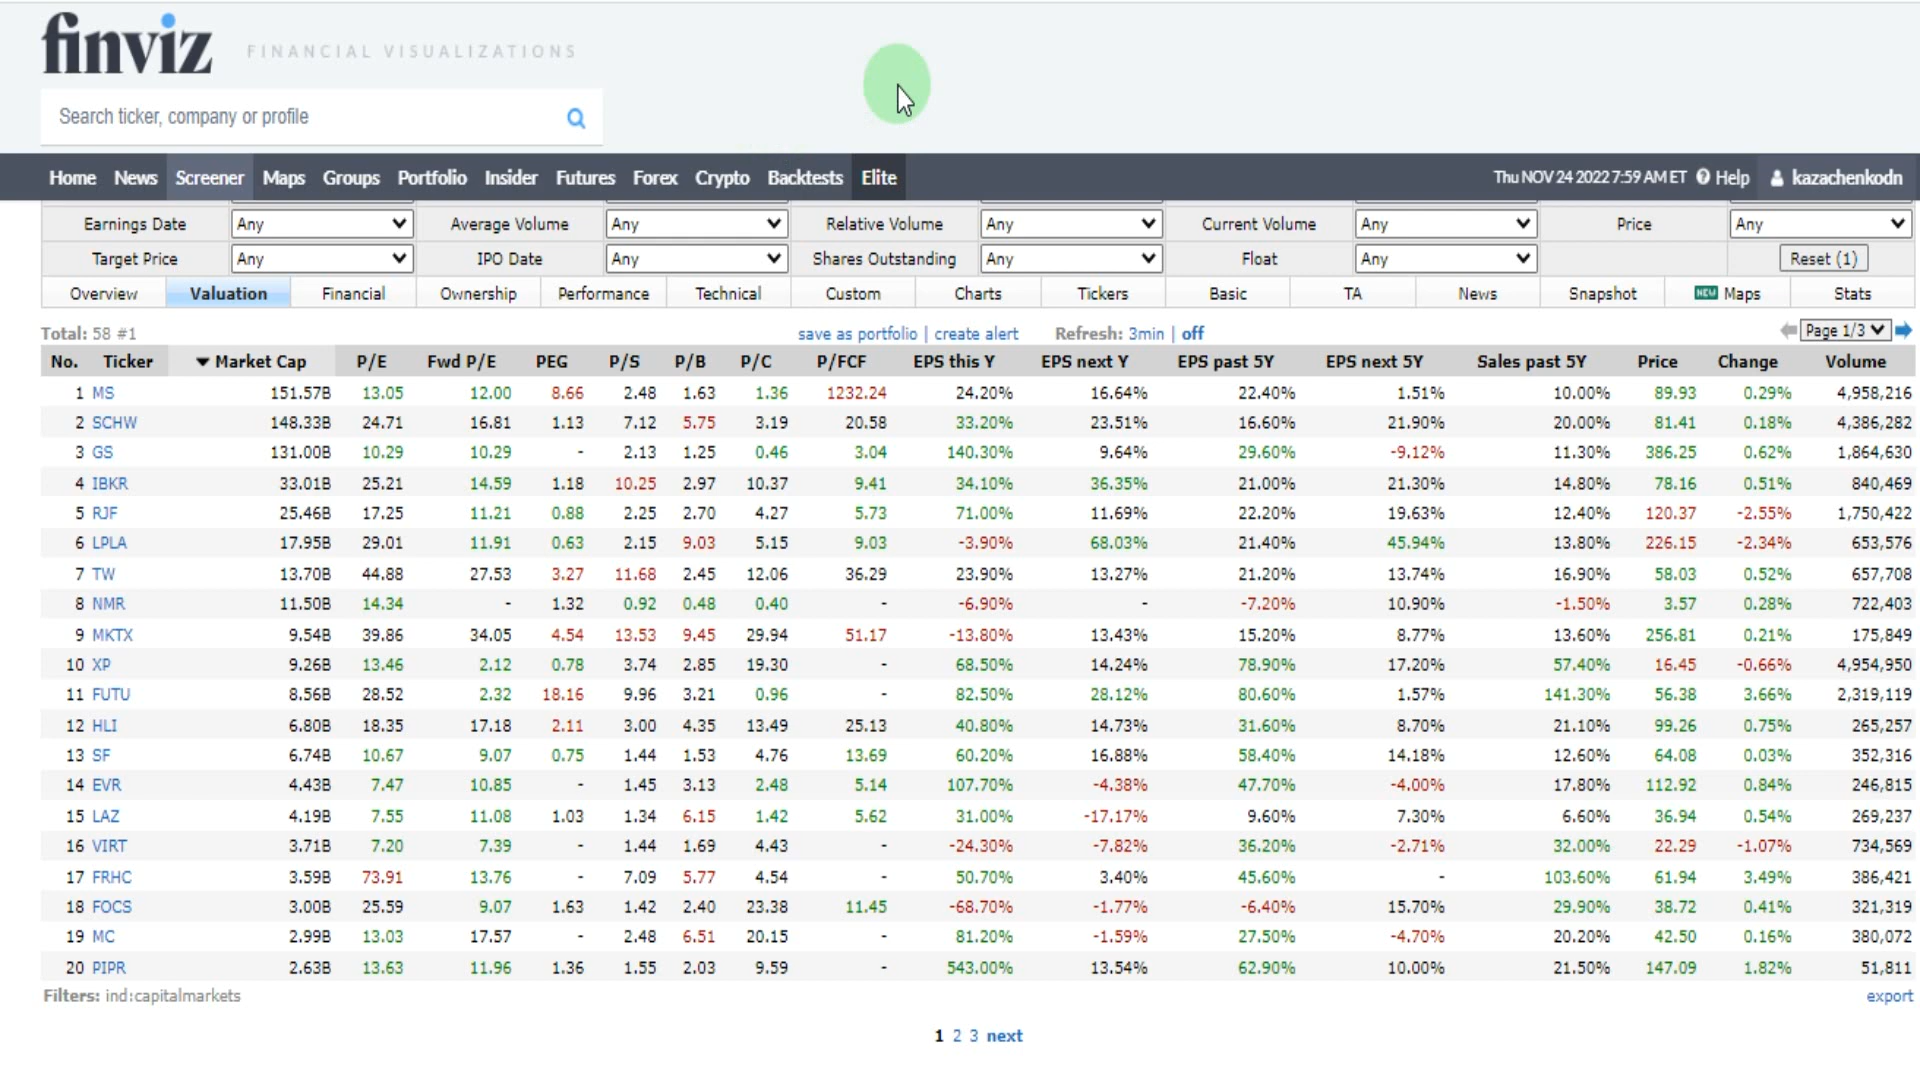 finviz FINANCIAL VISUALIZATIONS
Search ticker, company or profile
Home News Screener Maps Groups Portfolio Insider Futures Forex Crypto Backtests Elite Thu NOV 24 2022 7:59 AM ET Help kazachenkodn
Earnings Date Any Average Volume Any Relative Volume Any Current Volume Any Price Any
Target Price Any IPO Date Any Shares Outstanding Any Float Any Reset (1)
Overview Valuation Financial Ownership Performance Technical Custom Charts Tickers Basic TA News Snapshot NEW Maps Stats
Total: 58 #1 save as portfolio | create alert Refresh: 3min | off Page 1/3
No. Ticker Market Cap P/E Fwd P/E PEG P/S P/B P/C P/FCF EPS this Y EPS next Y EPS past 5Y EPS next 5Y Sales past 5Y Price Change Volume
1 MS 151.57B 13.05 12.00 8.66 2.48 1.63 1.36 1232.24 24.20% 16.64% 22.40% 1.51% 10.00% 89.93 0.29% 4,958,216
2 SCHW 148.33B 24.71 16.81 1.13 7.12 5.75 3.19 20.58 33.20% 23.51% 16.60% 21.90% 20.00% 81.41 0.18% 4,386,282
3 GS 131.00B 10.29 10.29 - 2.13 1.25 0.46 3.04 140.30% 9.64% 29.60% -9.12% 11.30% 386.25 0.62% 1,864,630
4 IBKR 33.01B 25.21 14.59 1.18 10.25 2.97 10.37 9.41 34.10% 36.35% 21.00% 21.30% 14.80% 78.16 0.51% 840,469
5 RJF 25.46B 17.25 11.21 0.88 2.25 2.70 4.27 5.73 71.00% 11.69% 22.20% 19.63% 12.40% 120.37 -2.55% 1,750,422
6 LPLA 17.95B 29.01 11.91 0.63 2.15 9.03 5.15 9.03 -3.90% 68.03% 21.40% 45.94% 13.80% 226.15 -2.34% 653,576
7 TW 13.70B 44.88 27.53 3.27 11.68 2.45 12.06 36.29 23.90% 13.27% 21.20% 13.74% 16.90% 58.03 0.52% 657,708
8 NMR 11.50B 14.34 - 1.32 0.92 0.48 0.40 - -6.90% - -7.20% 10.90% -1.50% 3.57 0.28% 722,403
9 MKTX 9.54B 39.86 34.05 4.54 13.53 9.45 29.94 51.17 -13.80% 13.43% 15.20% 8.77% 13.60% 256.81 0.21% 175,849
10 XP 9.26B 13.46 2.12 0.78 3.74 2.85 19.30 - 68.50% 14.24% 78.90% 17.20% 57.40% 16.45 -0.66% 4,954,950
11 FUTU 8.56B 28.52 2.32 18.16 9.96 3.21 0.96 - 82.50% 28.12% 80.60% 1.57% 141.30% 56.38 3.66% 2,319,119
12 HLI 6.80B 18.35 17.18 2.11 3.00 4.35 13.49 25.13 40.80% 14.73% 31.60% 8.70% 21.10% 99.26 0.75% 265,257
13 SF 6.74B 10.67 9.07 0.75 1.44 1.53 4.76 13.69 60.20% 16.88% 58.40% 14.18% 12.60% 64.08 0.03% 352,316
14 EVR 4.43B 7.47 10.85 - 1.45 3.13 2.48 5.14 107.70% -4.38% 47.70% -4.00% 17.80% 112.92 0.84% 246,815
15 LAZ 4.19B 7.55 11.08 1.03 1.34 6.15 1.42 5.62 31.00% -17.17% 9.60% 7.30% 6.60% 36.94 0.54% 269,237
16 VIRT 3.71B 7.20 7.39 - 1.44 1.69 4.43 - -24.30% -7.82% 36.20% -2.71% 32.00% 22.29 -1.07% 734,569
17 FRHC 3.59B 73.91 13.76 - 7.09 5.77 4.54 - 50.70% 3.40% 45.60% - 103.60% 61.94 3.49% 386,421
18 FOCS 3.00B 25.59 9.07 1.63 1.42 2.40 23.38 11.45 -68.70% -1.77% -6.40% 15.70% 29.90% 38.72 0.41% 321,319
19 MC 2.99B 13.03 17.57 - 2.48 6.51 20.15 - 81.20% -1.59% 27.50% -4.70% 20.20% 42.50 0.16% 380,072
20 PIPR 2.63B 13.63 11.96 1.36 1.55 2.03 9.59 - 543.00% 13.54% 62.90% 10.00% 21.50% 147.09 1.82% 51,811
Filters: ind:capitalmarkets export
1 2 3 next